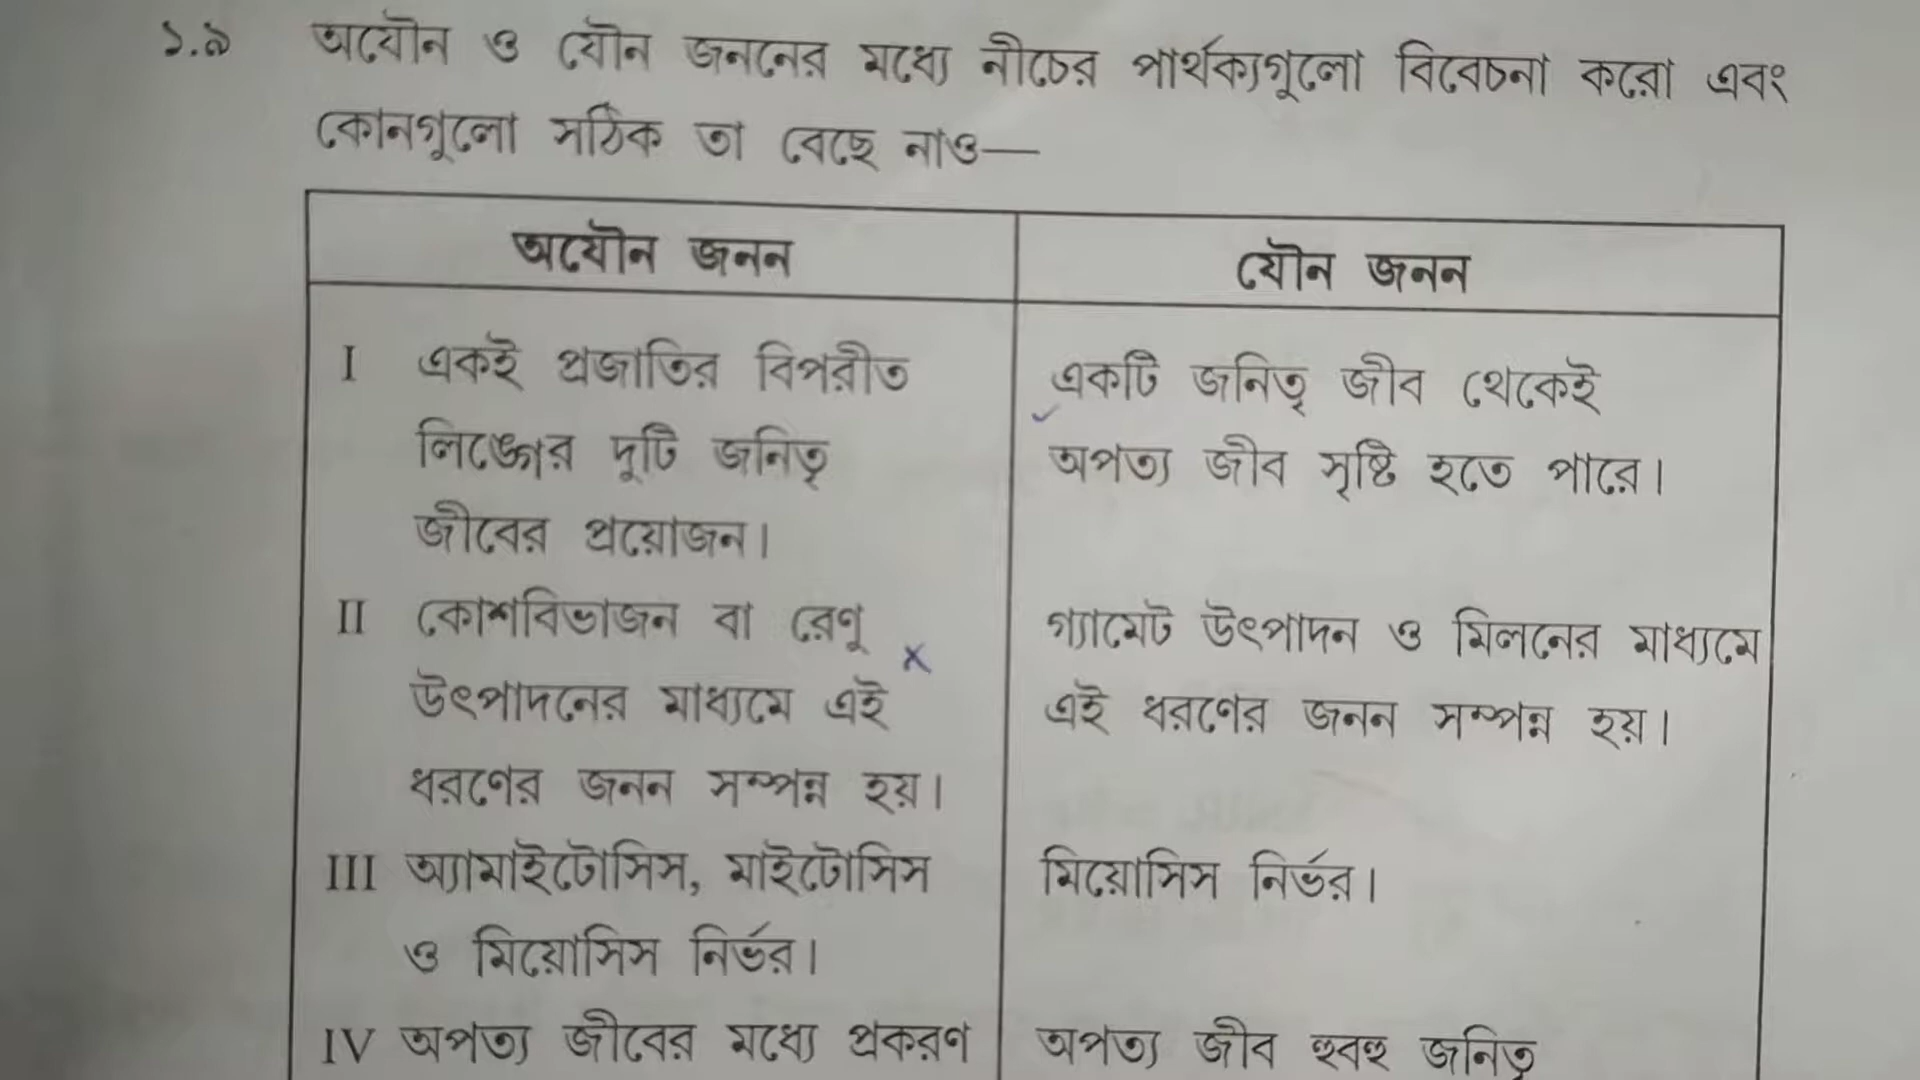 ১.৯ অযৌন ও যৌন জননের মধ্যে নীচের পার্থক্যগুলো বিবেচনা করো এবং
কোনগুলো সঠিক তা বেছে নাও—
অযৌন জনন
যৌন জনন
I একই প্রজাতির বিপরীত
লিঙ্গের দুটি জনিতৃ
জীবের প্রয়োজন।
একটি জনিতৃ জীব থেকেই
অপত্য জীব সৃষ্টি হতে পারে।
II কোশবিভাজন বা রেণু
উৎপাদনের মাধ্যমে এই
ধরণের জনন সম্পন্ন হয়।
গ্যামেট উৎপাদন ও মিলনের মাধ্যমে
এই ধরণের জনন সম্পন্ন হয়।
III অ্যামাইটোসিস, মাইটোসিস
ও মিয়োসিস নির্ভর।
মিয়োসিস নির্ভর।
IV অপত্য জীবের মধ্যে প্রকরণ
অপত্য জীব হুবহু জনিতৃ